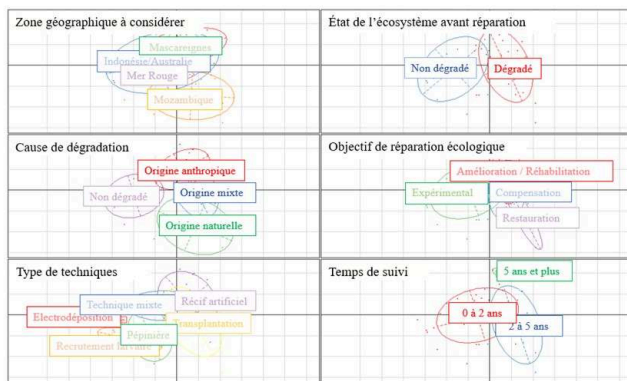 Zone géographique à considérer
Mascareignes
Indonésie/Australie
Mer Rouge
Mozambique
État de l'écosystème avant réparation
Non dégradé
Dégradé
Cause de dégradation
Origine anthropique
Non dégradé
Origine mixte
Origine naturelle
Objectif de réparation écologique
Amélioration / Réhabilitation
Expérimental
Compensation
Restauration
Type de techniques
Technique mixte
Récif artificiel
Electrodéposition
Transplantation
Pépinière
Recrutement larvaire
Temps de suivi
5 ans et plus
0 à 2 ans
2 à 5 ans